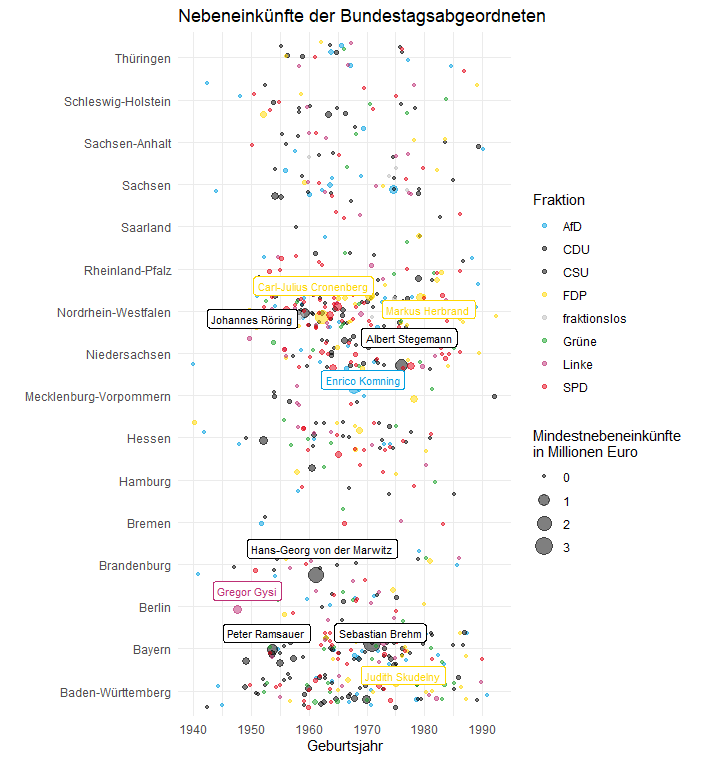 Nebeneinkünfte der Bundestagsabgeordneten
Thüringen
Schleswig-Holstein
Sachsen-Anhalt
Sachsen
Saarland
Rheinland-Pfalz
Carl-Julius Cronenberg
Nordrhein-Westfalen
Markus Herbrand
Johannes Röring
Albert Stegemann
Niedersachsen
Enrico Komning
Mecklenburg-Vorpommern
Hessen
Hamburg
Bremen
Hans-Georg von der Marwitz
Brandenburg
Gregor Gysi
Berlin
Peter Ramsauer
Sebastian Brehm
Bayern
Judith Skudelny
Baden-Württemberg
1940 1950 1960 1970 1980 1990
Geburtsjahr
Fraktion
AfD
CDU
CSU
FDP
fraktionslos
Grüne
Linke
SPD
Mindestnebeneinkünfte
in Millionen Euro
0
1
2
3